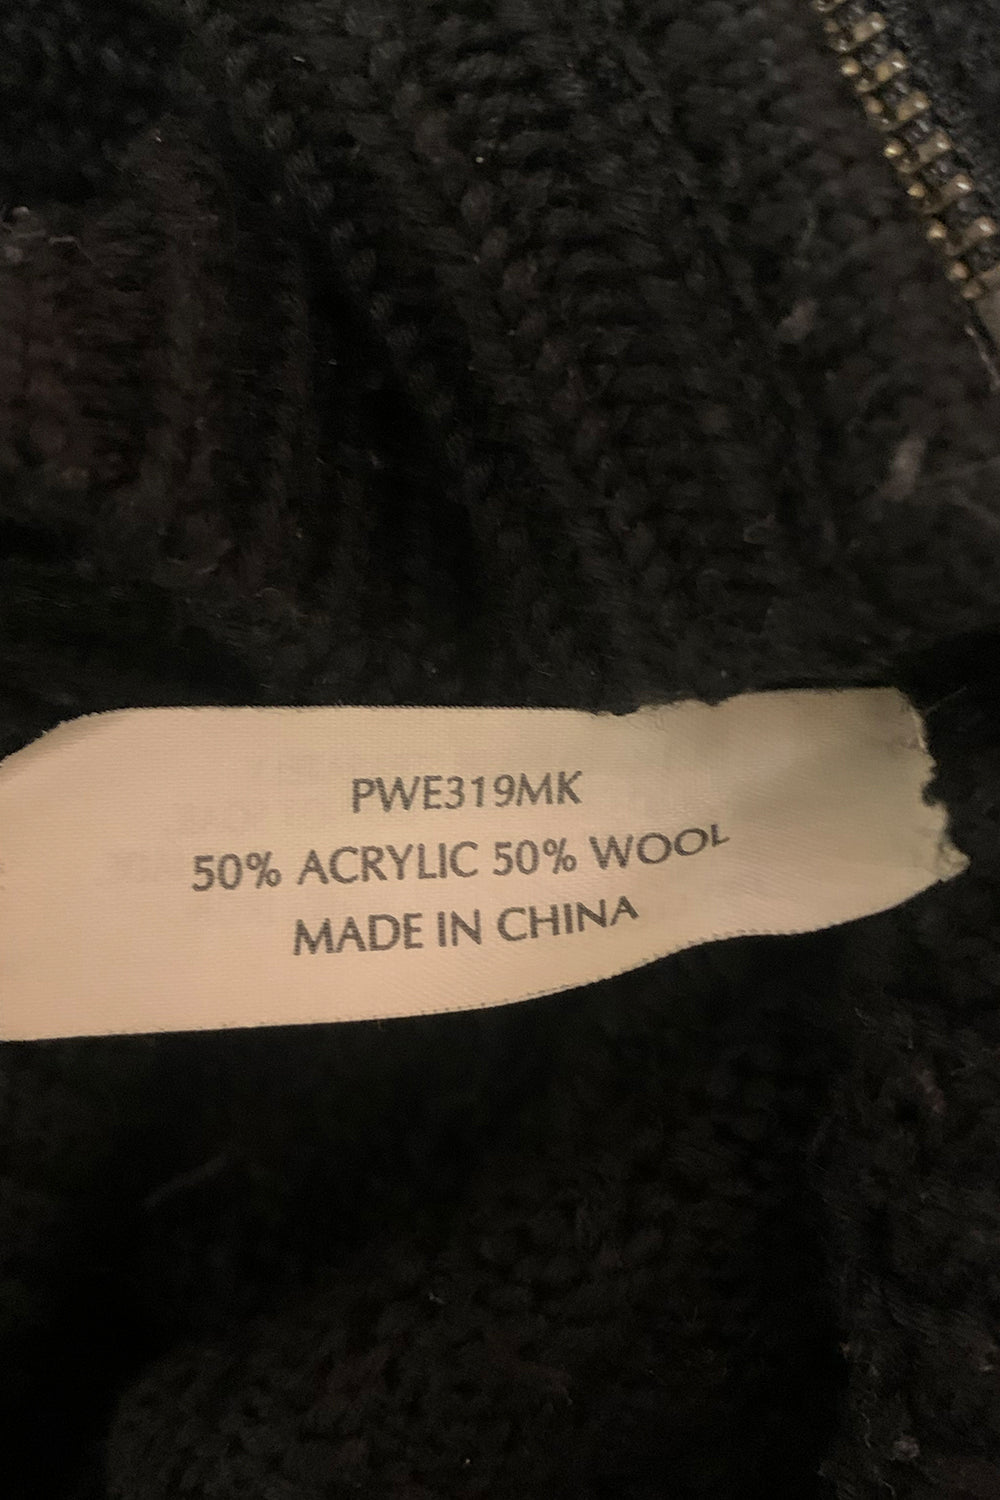 PWE319MK
50% ACRYLIC 50% WOOL
MADE IN CHINA